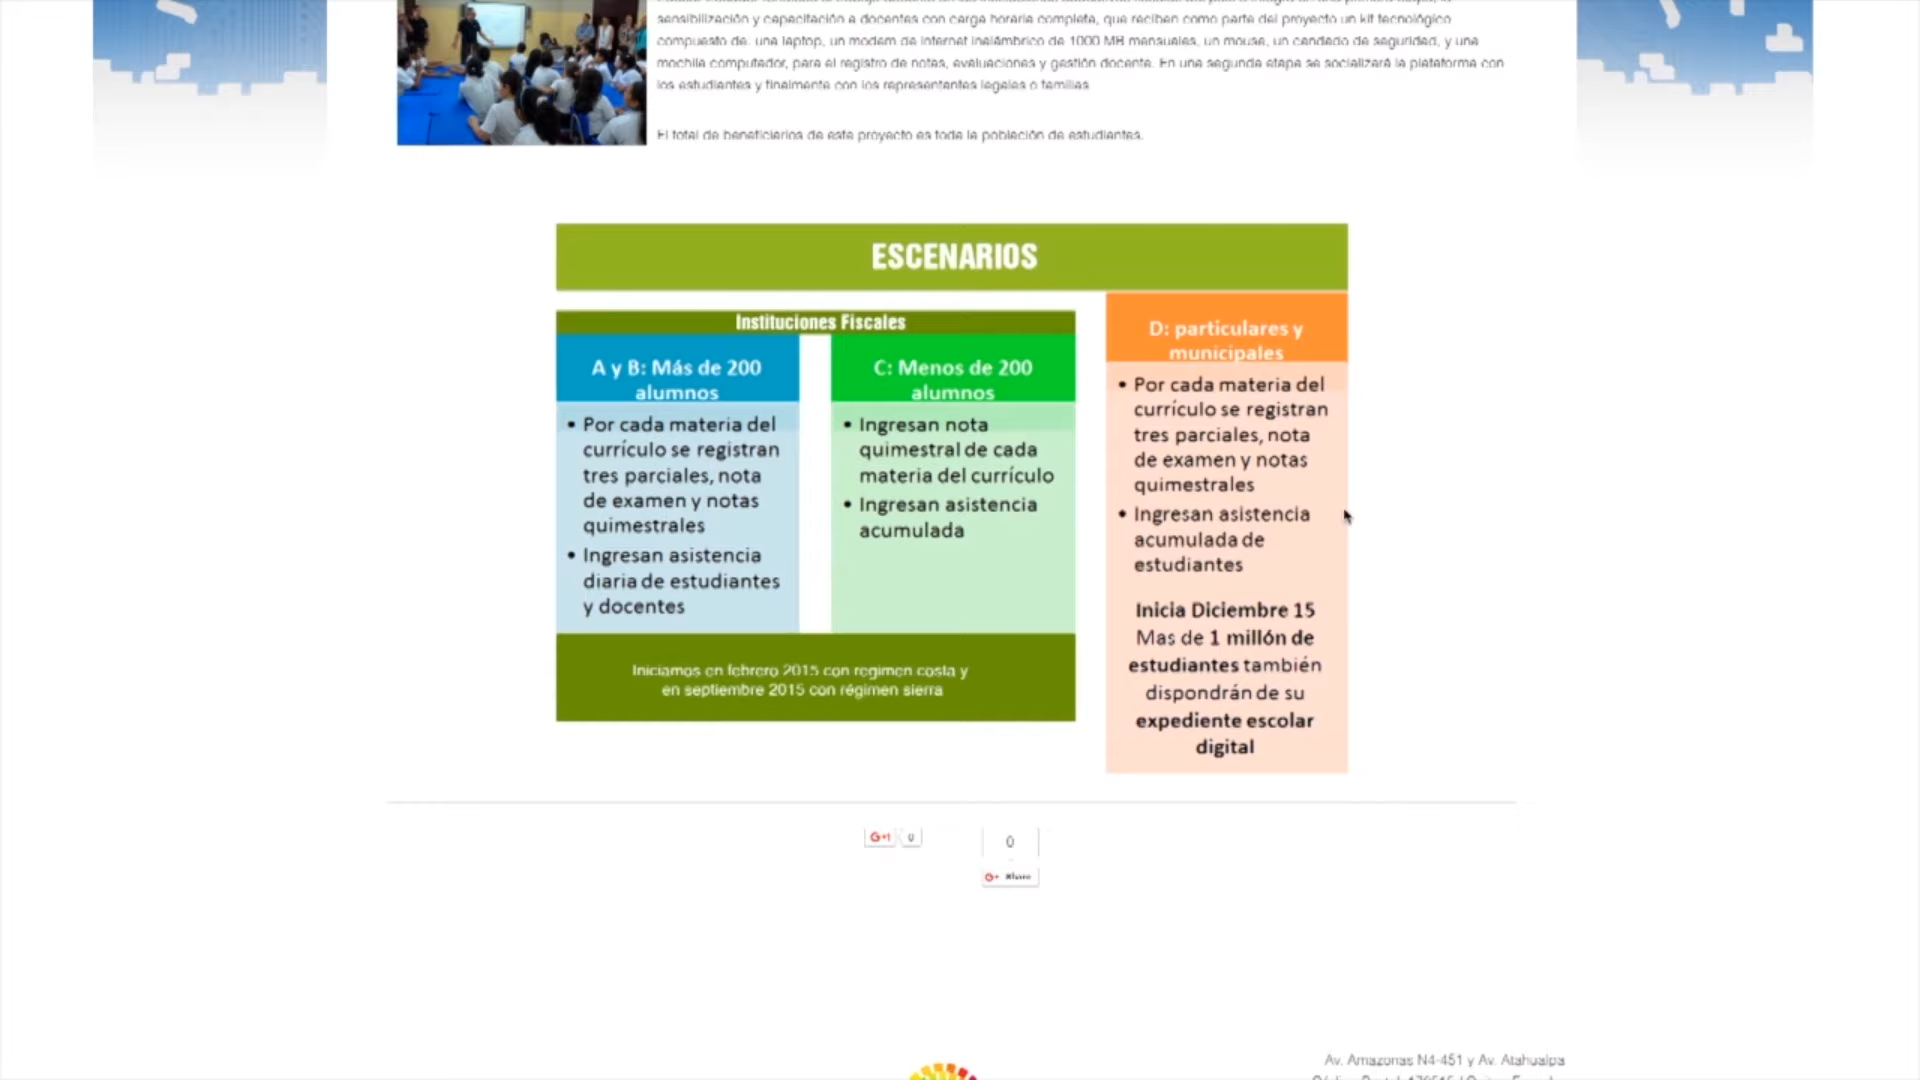 sensibilización y capacitación a docentes con carga horaria completa, que reciben como parte del proyecto un kit tecnológico
compuesto de: una laptop, un modem de internet inalámbrico de 1000 MB mensuales, un mouse, un candado de seguridad, y una
mochila computador, para el registro de notas, evaluaciones y gestión docente. En una segunda etapa se socializará la plataforma con
los estudiantes y finalmente con los representantes legales o familias
El total de beneficiarios de este proyecto es toda la población de estudiantes.
ESCENARIOS
Instituciones Fiscales
A y B: Más de 200
alumnos
• Por cada materia del
currículo se registran
tres parciales, nota
de examen y notas
quimestrales
• Ingresan asistencia
diaria de estudiantes
y docentes
C: Menos de 200
alumnos
• Ingresan nota
quimestral de cada
materia del currículo
• Ingresan asistencia
acumulada
Iniciamos en febrero 2015 con regimen costa y
en septiembre 2015 con régimen sierra
D: particulares y
municipales
• Por cada materia del
currículo se registran
tres parciales, nota
de examen y notas
quimestrales
• Ingresan asistencia
acumulada de
estudiantes
Inicia Diciembre 15
Mas de 1 millón de
estudiantes también
dispondrán de su
expediente escolar
digital
G+1 0
0
G+ Share
Av. Amazonas N4-451 y Av. Atahualpa